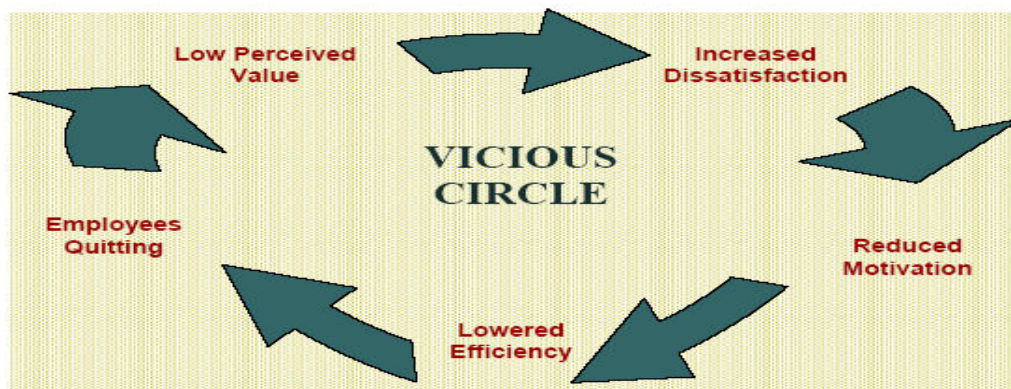 Low Perceived
Value
Increased
Dissatisfaction
VICIOUS
CIRCLE
Reduced
Motivation
Lowered
Efficiency
Employees
Quitting